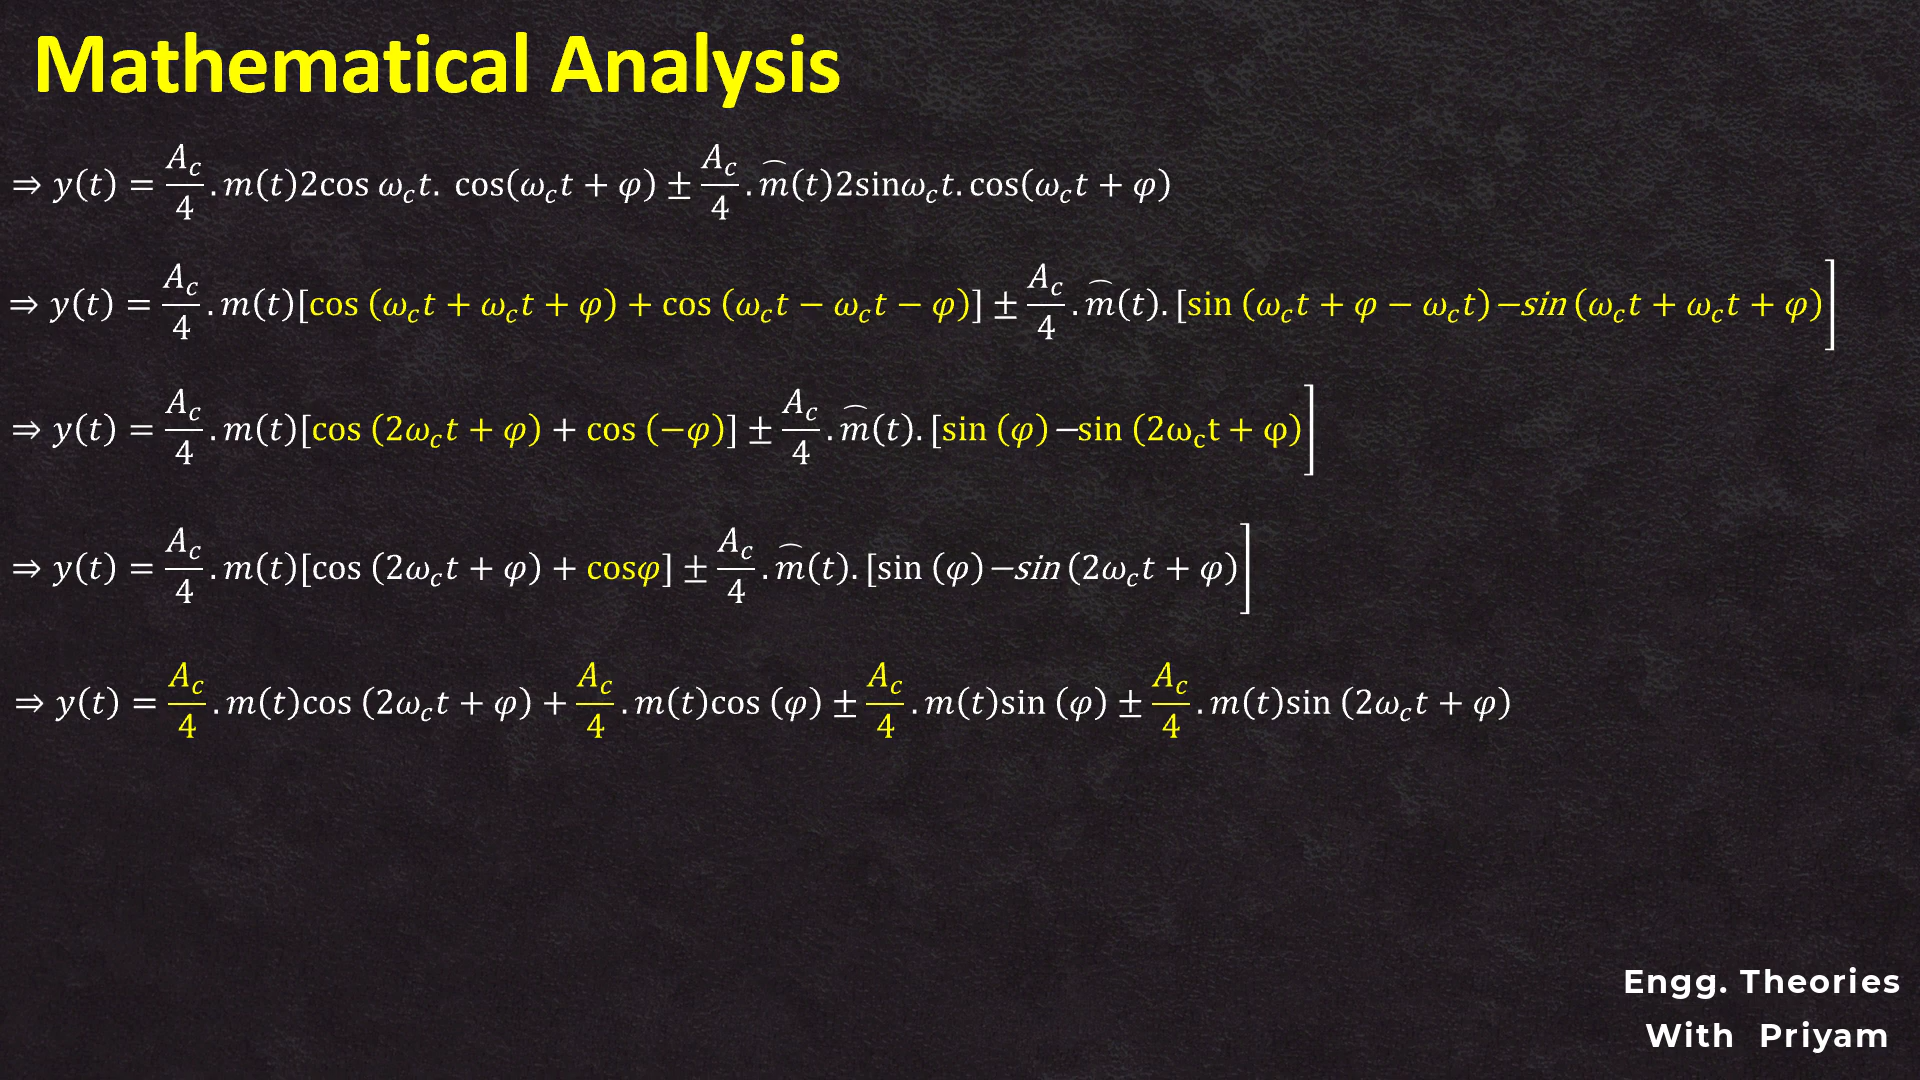 Mathematical Analysis
⇒ y(t) = A_c/4 . m(t)2cos ω_c t. cos(ω_c t + φ) ± A_c/4 . m̑(t)2sinω_c t. cos(ω_c t + φ)
⇒ y(t) = A_c/4 . m(t)[cos (ω_c t + ω_c t + φ) + cos (ω_c t − ω_c t − φ)] ± A_c/4 . m̑(t). [sin (ω_c t + φ − ω_c t) −sin (ω_c t + ω_c t + φ)]
⇒ y(t) = A_c/4 . m(t)[cos (2ω_c t + φ) + cos (−φ)] ± A_c/4 . m̑(t). [sin (φ) −sin (2ω_c t + φ)]
⇒ y(t) = A_c/4 . m(t)[cos (2ω_c t + φ) + cosφ] ± A_c/4 . m̑(t). [sin (φ) −sin (2ω_c t + φ)]
⇒ y(t) = A_c/4 . m(t)cos (2ω_c t + φ) + A_c/4 . m(t)cos (φ) ± A_c/4 . m(t)sin (φ) ± A_c/4 . m(t)sin (2ω_c t + φ)
Engg. Theories
With Priyam